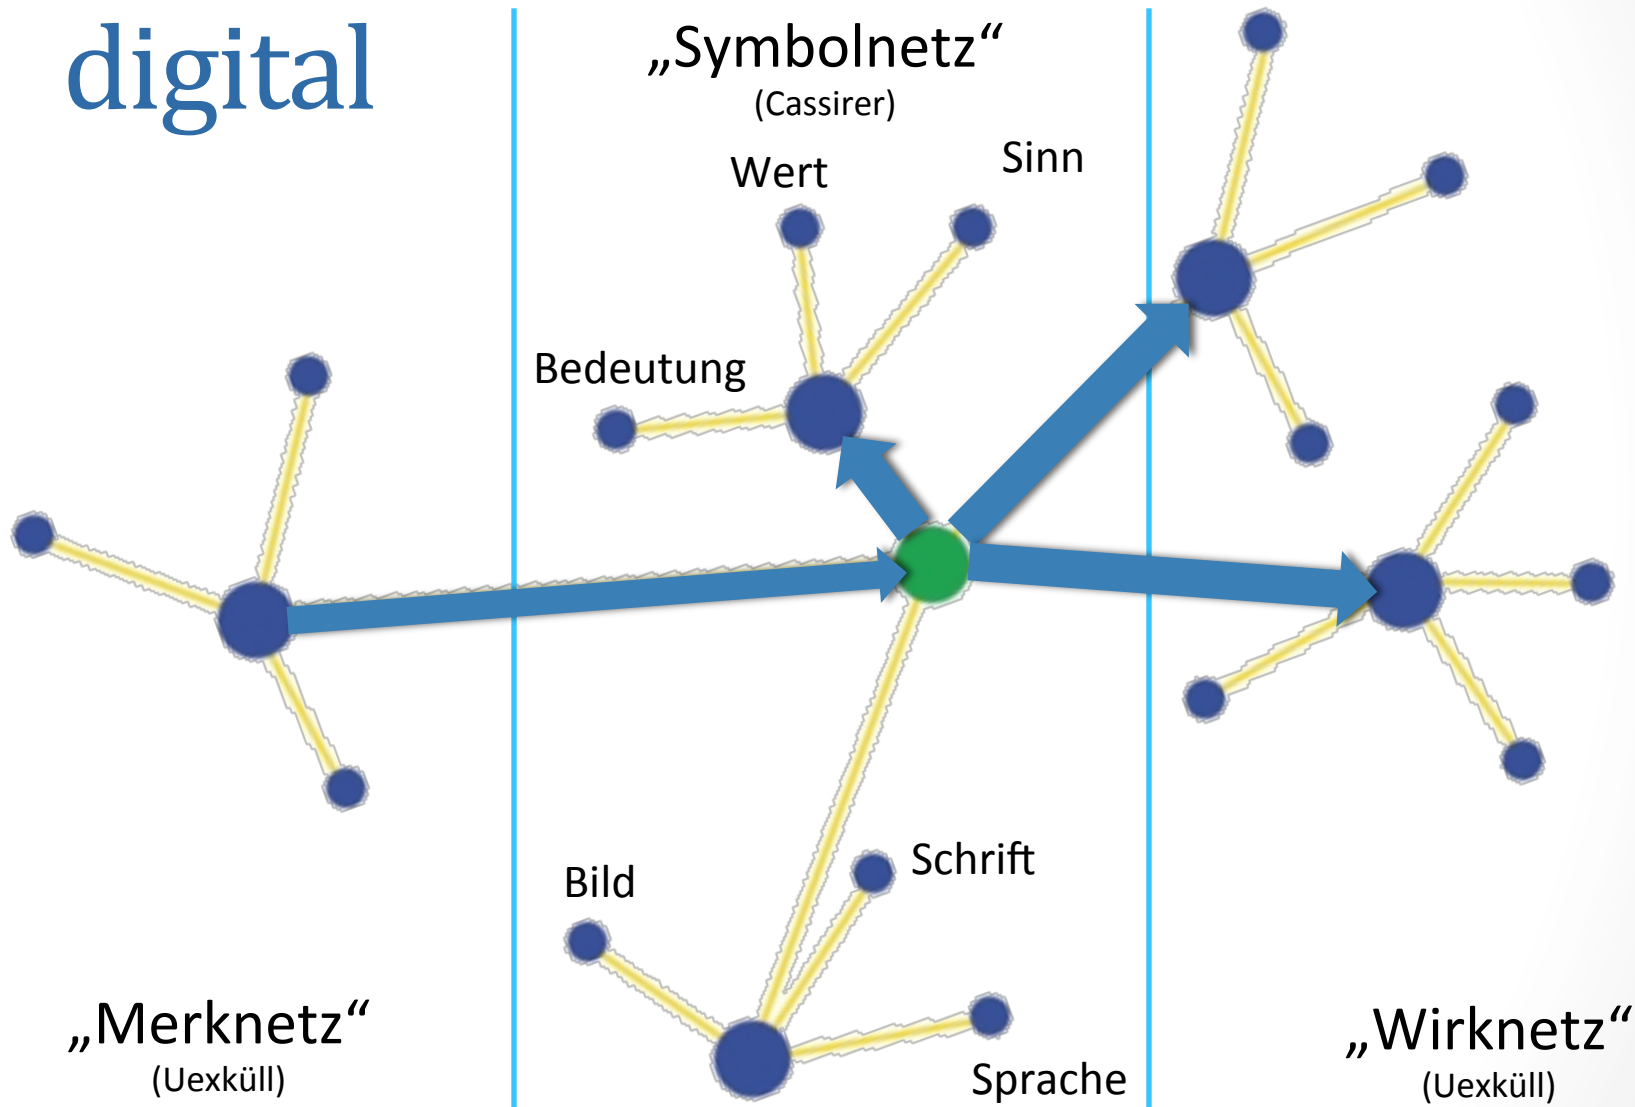 digital
„Symbolnetz“
(Cassirer)
Wert
Sinn
Bedeutung
Bild
Schrift
Sprache
„Merknetz“
(Uexküll)
„Wirknetz“
(Uexküll)